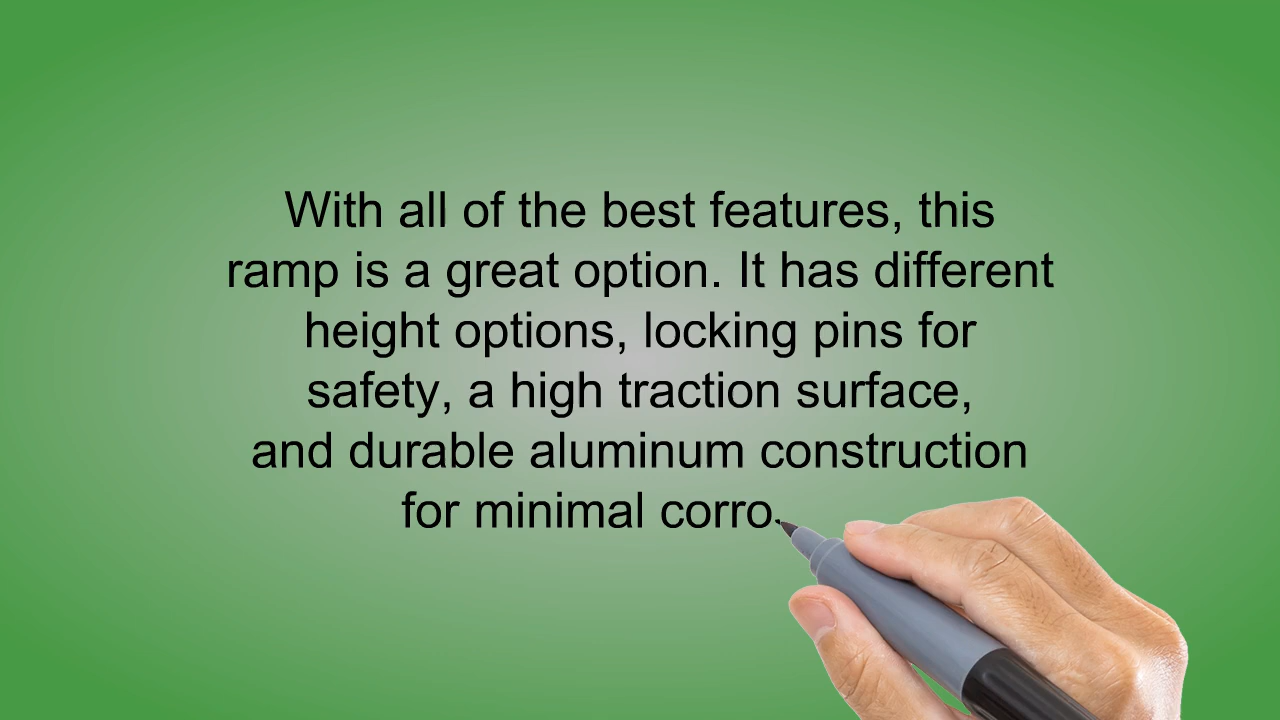 With all of the best features, this
ramp is a great option. It has different
height options, locking pins for
safety, a high traction surface,
and durable aluminum construction
for minimal corro